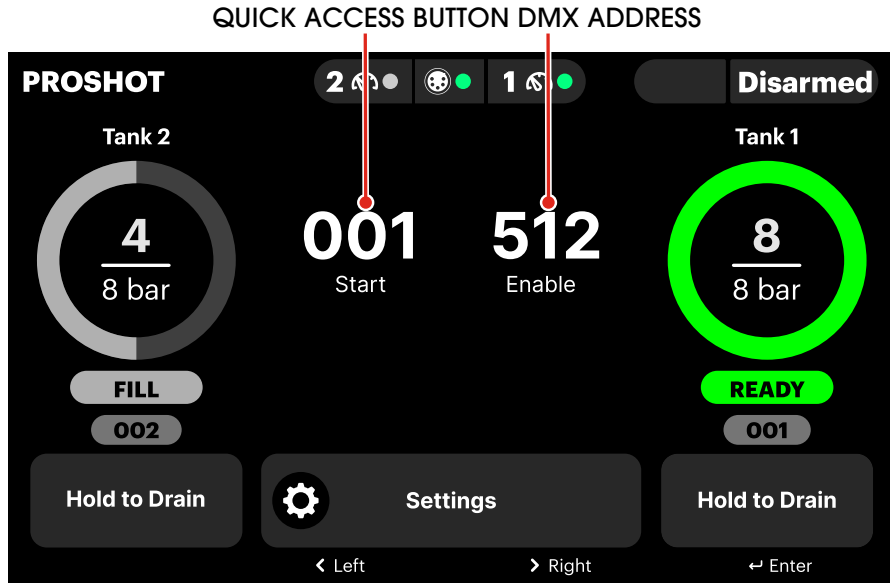 QUICK ACCESS BUTTON DMX ADDRESS
PROSHOT
2
1
Disarmed
Tank 2
Tank 1
4
8 bar
001
Start
512
Enable
8
8 bar
FILL
READY
002
001
Hold to Drain
Settings
Hold to Drain
Left
Right
Enter